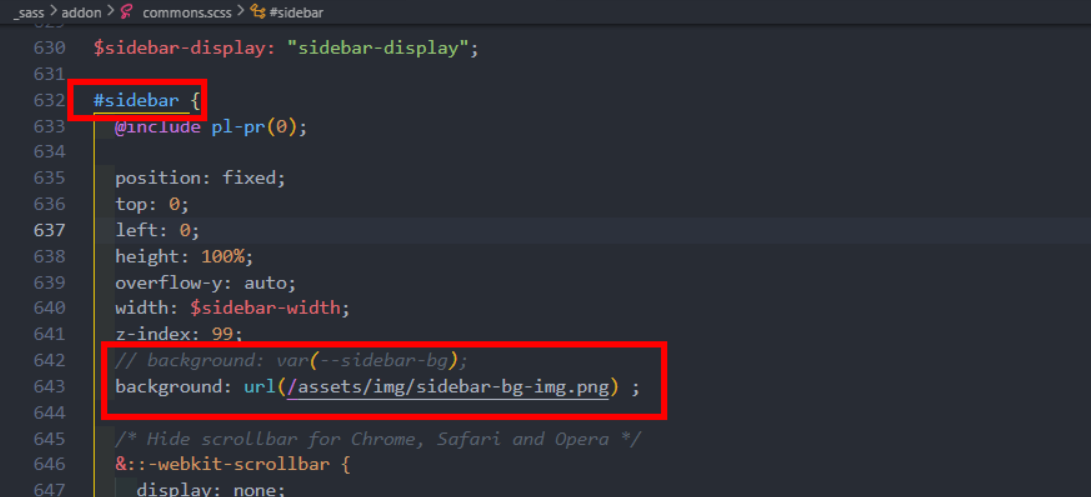 _sass > addon > commons.scss > #sidebar
629
630 $sidebar-display: "sidebar-display";
631
632 #sidebar {
633 @include pl-pr(0);
634
635 position: fixed;
636 top: 0;
637 left: 0;
638 height: 100%;
639 overflow-y: auto;
640 width: $sidebar-width;
641 z-index: 99;
642 // background: var(--sidebar-bg);
643 background: url(/assets/img/sidebar-bg-img.png) ;
644
645 /* Hide scrollbar for Chrome, Safari and Opera */
646 &::-webkit-scrollbar {
647 display: none;